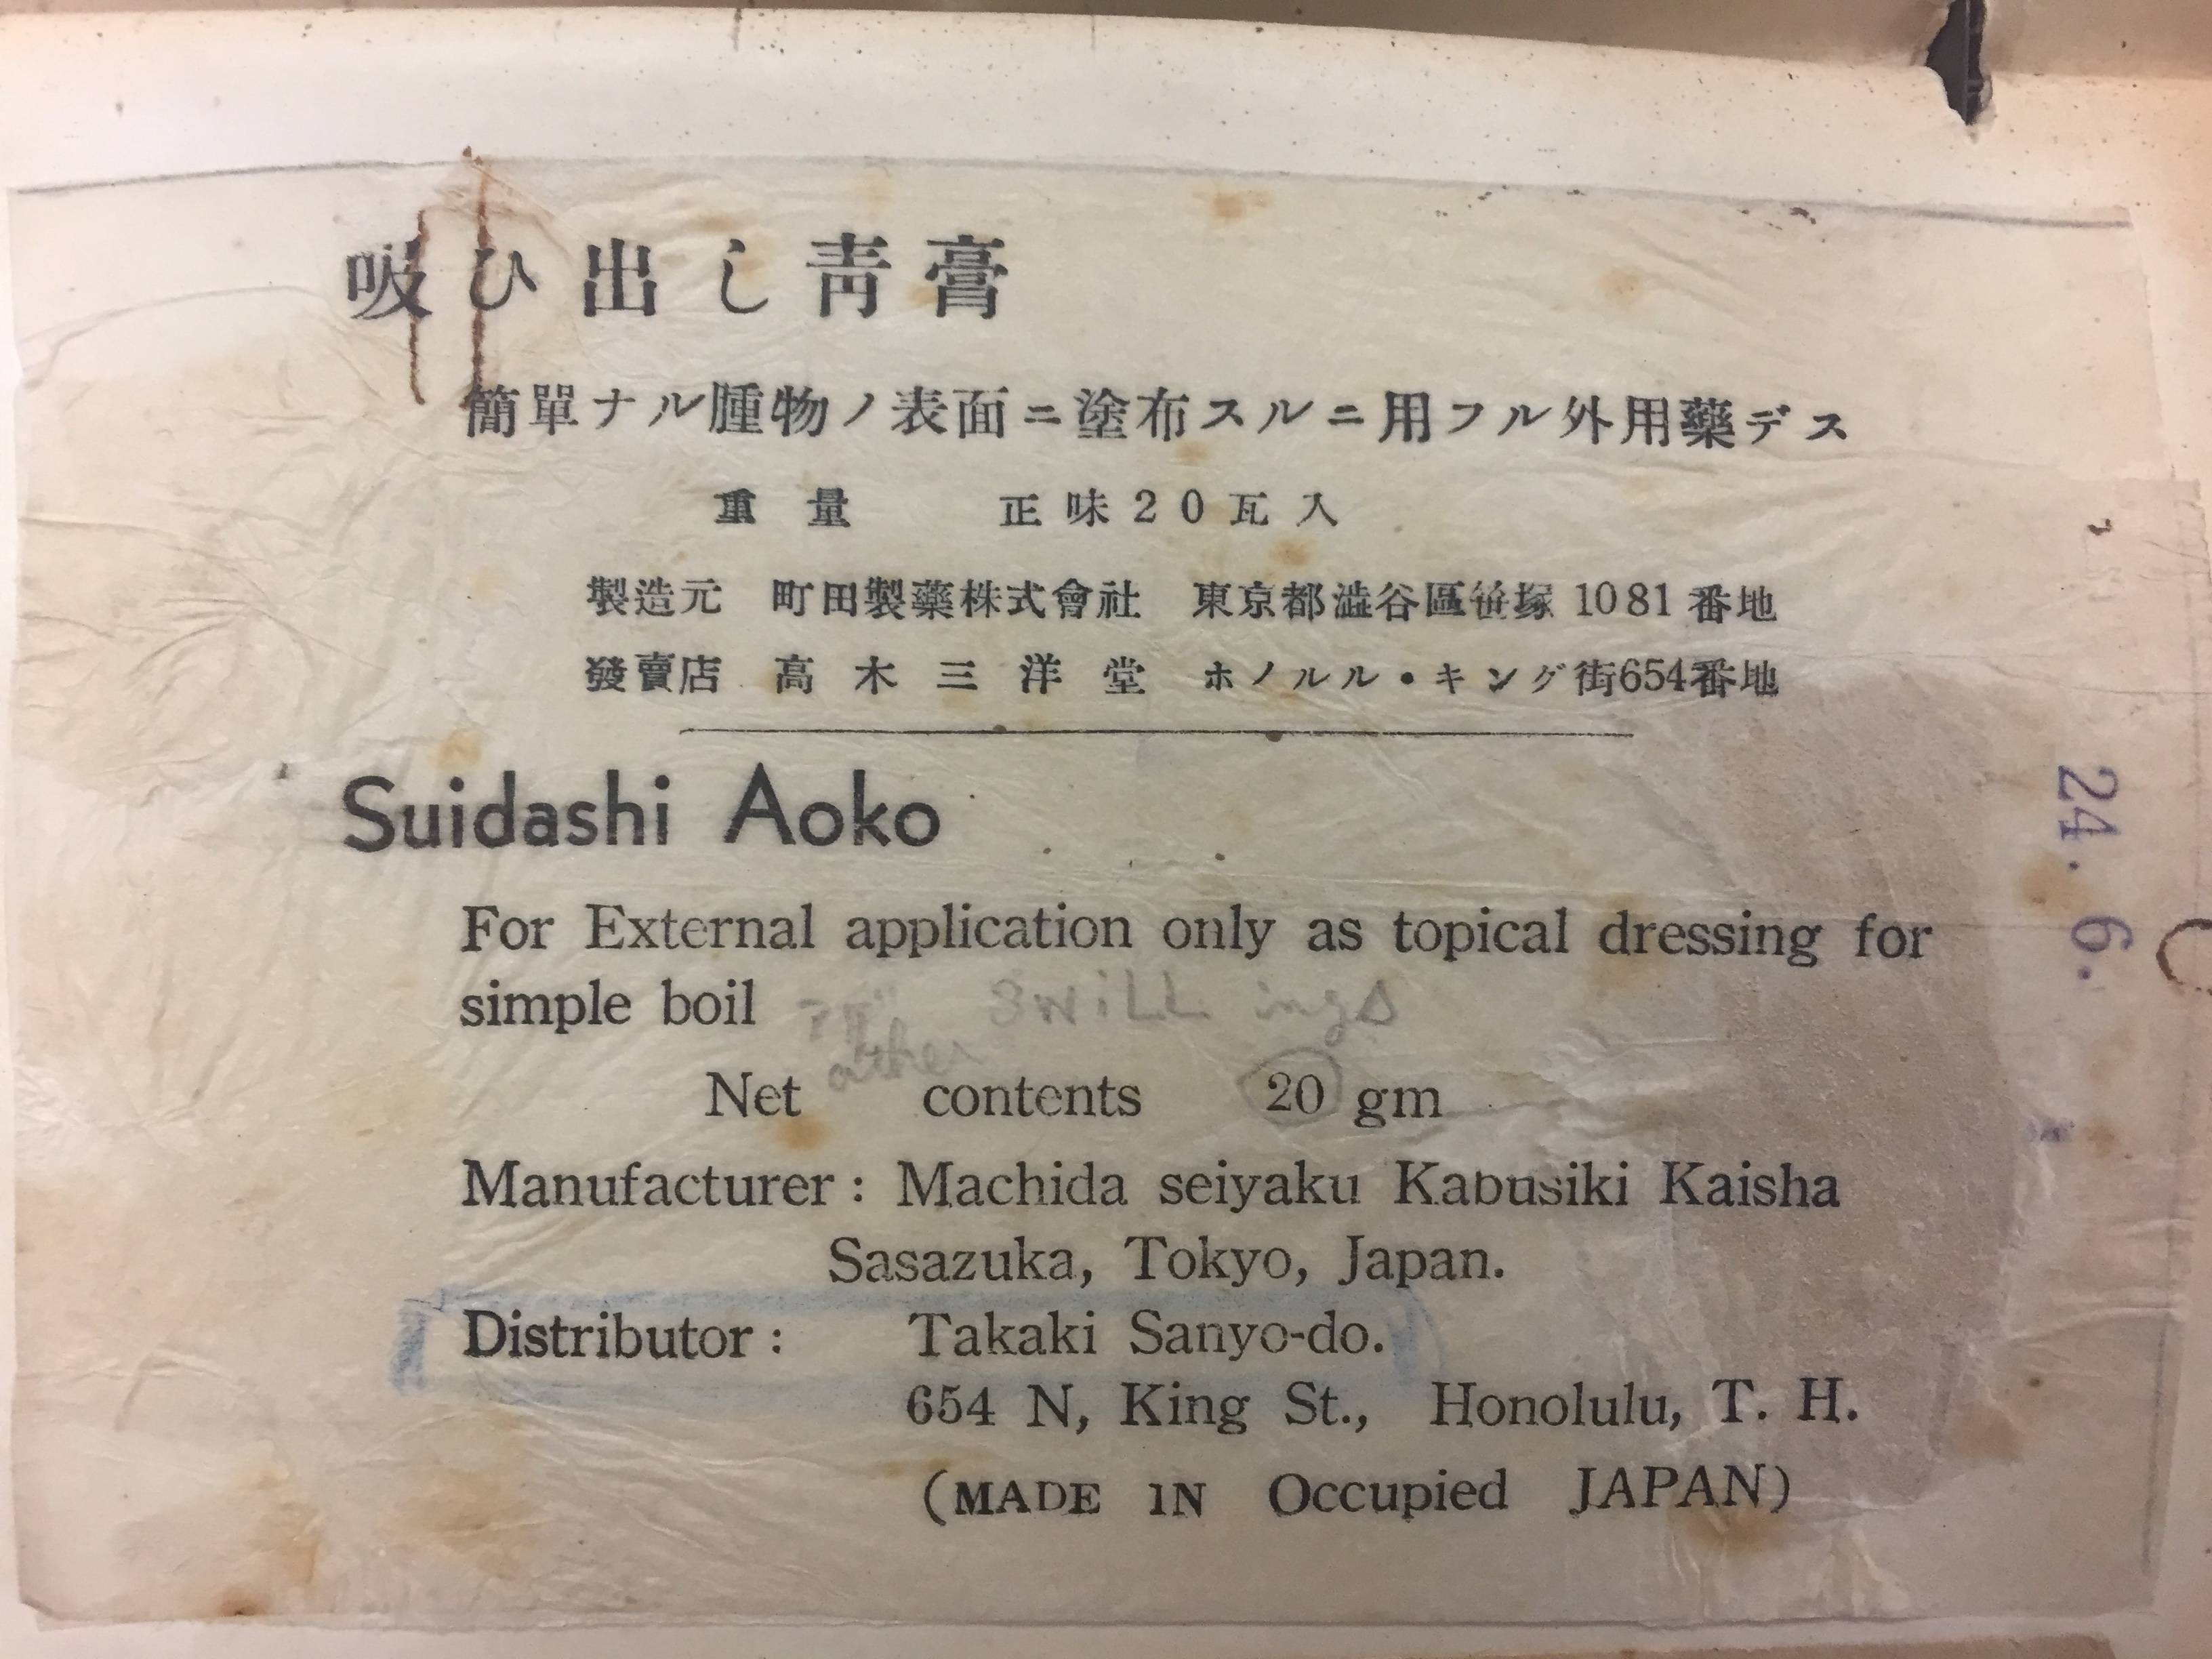 吸ひ出し靑膏
簡單ナル腫物ノ表面ニ塗布スルニ用フル外用藥デス
重量 正味20瓦入
製造元 町田製藥株式會社 東京都澁谷區笹塚1081番地
發賣店 高木三洋堂 ホノルル・キング街654番地
Suidashi Aoko
For External application only as topical dressing for
simple boil swillings
other
Net contents 20 gm
Manufacturer: Machida seiyaku Kabusiki Kaisha
Sasazuka, Tokyo, Japan.
Distributor: Takaki Sanyo-do.
654 N, King St., Honolulu, T. H.
(MADE IN Occupied JAPAN)
24. 6.